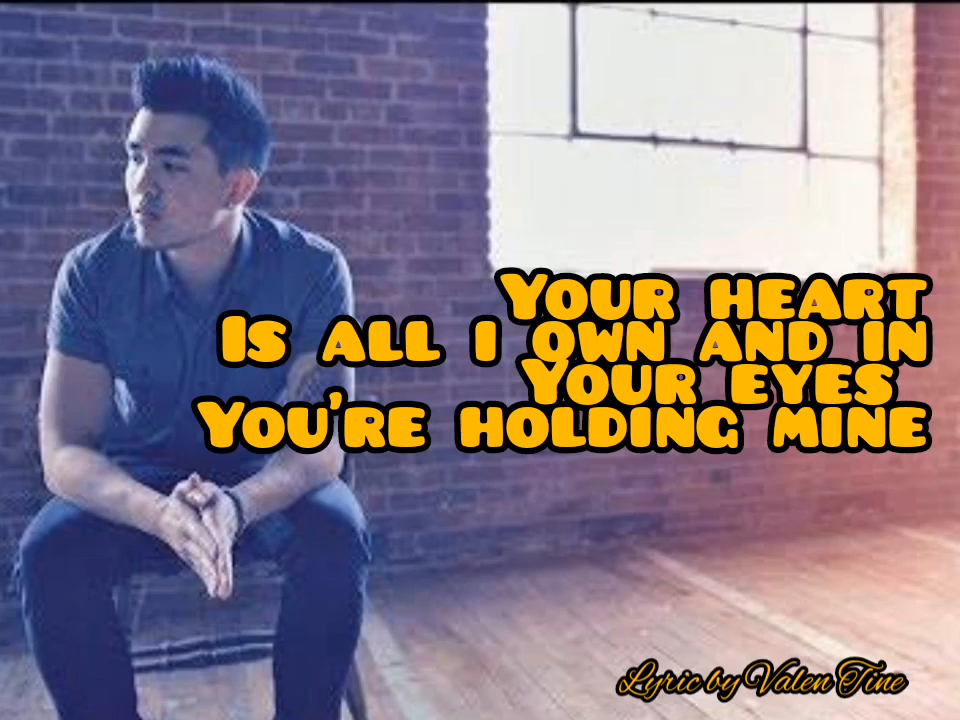 Your heart
Is all i own and in
Your eyes
You're holding mine
Lyric by Valen Tine